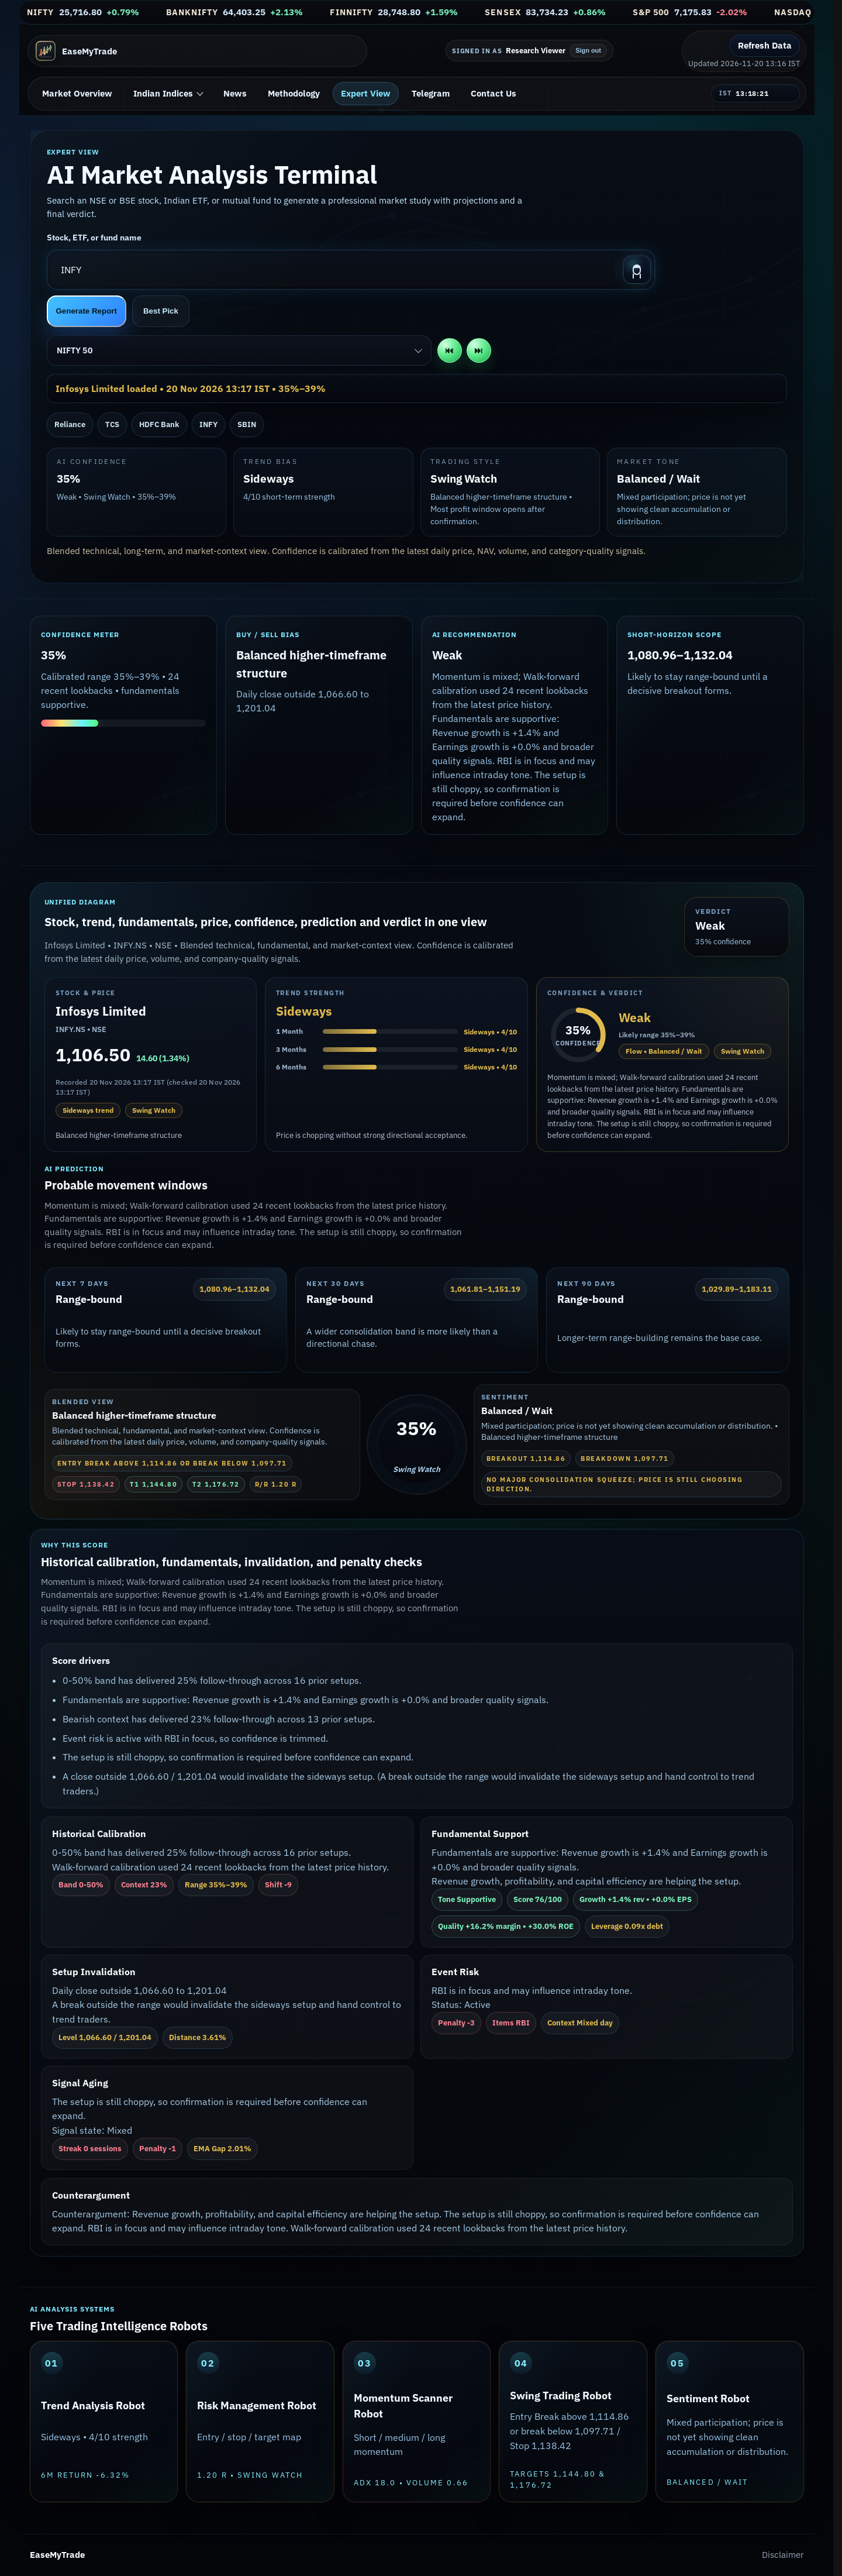 NIFTY 25,716.80 +0.79% BANKNIFTY 64,403.25 +2.13% FINNIFTY 28,748.80 +1.59% SENSEX 83,734.23 +0.86% S&P 500 7,175.83 -2.02% NASDAQ
EaseMyTrade
SIGNED IN AS Research Viewer Sign out
Refresh Data
Updated 2026-11-20 13:16 IST
Market Overview Indian Indices News Methodology Expert View Telegram Contact Us IST 13:18:21
EXPERT VIEW
AI Market Analysis Terminal
Search an NSE or BSE stock, Indian ETF, or mutual fund to generate a professional market study with projections and a
final verdict.
Stock, ETF, or fund name
INFY
Generate Report Best Pick
NIFTY 50
Infosys Limited loaded • 20 Nov 2026 13:17 IST • 35%–39%
Reliance TCS HDFC Bank INFY SBIN
AI CONFIDENCE
35%
Weak • Swing Watch • 35%–39%
TREND BIAS
Sideways
4/10 short-term strength
TRADING STYLE
Swing Watch
Balanced higher-timeframe structure •
Most profit window opens after
confirmation.
MARKET TONE
Balanced / Wait
Mixed participation; price is not yet
showing clean accumulation or
distribution.
Blended technical, long-term, and market-context view. Confidence is calibrated from the latest daily price, NAV, volume, and category-quality signals.
CONFIDENCE METER
35%
Calibrated range 35%–39% • 24
recent lookbacks • fundamentals
supportive.
BUY / SELL BIAS
Balanced higher-timeframe
structure
Daily close outside 1,066.60 to
1,201.04
AI RECOMMENDATION
Weak
Momentum is mixed; Walk-forward
calibration used 24 recent lookbacks
from the latest price history.
Fundamentals are supportive:
Revenue growth is +1.4% and
Earnings growth is +0.0% and broader
quality signals. RBI is in focus and may
influence intraday tone. The setup is
still choppy, so confirmation is
required before confidence can
expand.
SHORT-HORIZON SCOPE
1,080.96–1,132.04
Likely to stay range-bound until a
decisive breakout forms.
UNIFIED DIAGRAM
Stock, trend, fundamentals, price, confidence, prediction and verdict in one view
Infosys Limited • INFY.NS • NSE • Blended technical, fundamental, and market-context view. Confidence is calibrated
from the latest daily price, volume, and company-quality signals.
VERDICT
Weak
35% confidence
STOCK & PRICE
Infosys Limited
INFY.NS • NSE
1,106.50 14.60 (1.34%)
Recorded 20 Nov 2026 13:17 IST (checked 20 Nov 2026
13:17 IST)
Sideways trend Swing Watch
Balanced higher-timeframe structure
TREND STRENGTH
Sideways
1 Month Sideways • 4/10
3 Months Sideways • 4/10
6 Months Sideways • 4/10
Price is chopping without strong directional acceptance.
CONFIDENCE & VERDICT
35%
CONFIDENCE
Weak
Likely range 35%–39%
Flow • Balanced / Wait Swing Watch
Momentum is mixed; Walk-forward calibration used 24 recent
lookbacks from the latest price history. Fundamentals are
supportive: Revenue growth is +1.4% and Earnings growth is +0.0%
and broader quality signals. RBI is in focus and may influence
intraday tone. The setup is still choppy, so confirmation is required
before confidence can expand.
AI PREDICTION
Probable movement windows
Momentum is mixed; Walk-forward calibration used 24 recent lookbacks from the latest price history.
Fundamentals are supportive: Revenue growth is +1.4% and Earnings growth is +0.0% and broader
quality signals. RBI is in focus and may influence intraday tone. The setup is still choppy, so confirmation
is required before confidence can expand.
NEXT 7 DAYS
Range-bound
1,080.96–1,132.04
Likely to stay range-bound until a decisive breakout
forms.
NEXT 30 DAYS
Range-bound
1,061.81–1,151.19
A wider consolidation band is more likely than a
directional chase.
NEXT 90 DAYS
Range-bound
1,029.89–1,183.11
Longer-term range-building remains the base case.
BLENDED VIEW
Balanced higher-timeframe structure
Blended technical, fundamental, and market-context view. Confidence is
calibrated from the latest daily price, volume, and company-quality signals.
ENTRY BREAK ABOVE 1,114.86 OR BREAK BELOW 1,097.71
STOP 1,138.42 T1 1,144.80 T2 1,176.72 R/R 1.20 R
35%
Swing Watch
SENTIMENT
Balanced / Wait
Mixed participation; price is not yet showing clean accumulation or distribution. •
Balanced higher-timeframe structure
BREAKOUT 1,114.86 BREAKDOWN 1,097.71
NO MAJOR CONSOLIDATION SQUEEZE; PRICE IS STILL CHOOSING
DIRECTION.
WHY THIS SCORE
Historical calibration, fundamentals, invalidation, and penalty checks
Momentum is mixed; Walk-forward calibration used 24 recent lookbacks from the latest price history.
Fundamentals are supportive: Revenue growth is +1.4% and Earnings growth is +0.0% and broader
quality signals. RBI is in focus and may influence intraday tone. The setup is still choppy, so confirmation
is required before confidence can expand.
Score drivers
• 0-50% band has delivered 25% follow-through across 16 prior setups.
• Fundamentals are supportive: Revenue growth is +1.4% and Earnings growth is +0.0% and broader quality signals.
• Bearish context has delivered 23% follow-through across 13 prior setups.
• Event risk is active with RBI in focus, so confidence is trimmed.
• The setup is still choppy, so confirmation is required before confidence can expand.
• A close outside 1,066.60 / 1,201.04 would invalidate the sideways setup. (A break outside the range would invalidate the sideways setup and hand control to trend
traders.)
Historical Calibration
0-50% band has delivered 25% follow-through across 16 prior setups.
Walk-forward calibration used 24 recent lookbacks from the latest price history.
Band 0-50% Context 23% Range 35%–39% Shift -9
Fundamental Support
Fundamentals are supportive: Revenue growth is +1.4% and Earnings growth is
+0.0% and broader quality signals.
Revenue growth, profitability, and capital efficiency are helping the setup.
Tone Supportive Score 76/100 Growth +1.4% rev • +0.0% EPS
Quality +16.2% margin • +30.0% ROE Leverage 0.09x debt
Setup Invalidation
Daily close outside 1,066.60 to 1,201.04
A break outside the range would invalidate the sideways setup and hand control to
trend traders.
Level 1,066.60 / 1,201.04 Distance 3.61%
Event Risk
RBI is in focus and may influence intraday tone.
Status: Active
Penalty -3 Items RBI Context Mixed day
Signal Aging
The setup is still choppy, so confirmation is required before confidence can
expand.
Signal state: Mixed
Streak 0 sessions Penalty -1 EMA Gap 2.01%
Counterargument
Counterargument: Revenue growth, profitability, and capital efficiency are helping the setup. The setup is still choppy, so confirmation is required before confidence can
expand. RBI is in focus and may influence intraday tone. Walk-forward calibration used 24 recent lookbacks from the latest price history.
AI ANALYSIS SYSTEMS
Five Trading Intelligence Robots
01
Trend Analysis Robot
Sideways • 4/10 strength
6M RETURN -6.32%
02
Risk Management Robot
Entry / stop / target map
1.20 R • SWING WATCH
03
Momentum Scanner
Robot
Short / medium / long
momentum
ADX 18.0 • VOLUME 0.66
04
Swing Trading Robot
Entry Break above 1,114.86
or break below 1,097.71 /
Stop 1,138.42
TARGETS 1,144.80 &
1,176.72
05
Sentiment Robot
Mixed participation; price is
not yet showing clean
accumulation or distribution.
BALANCED / WAIT
EaseMyTrade
Disclaimer